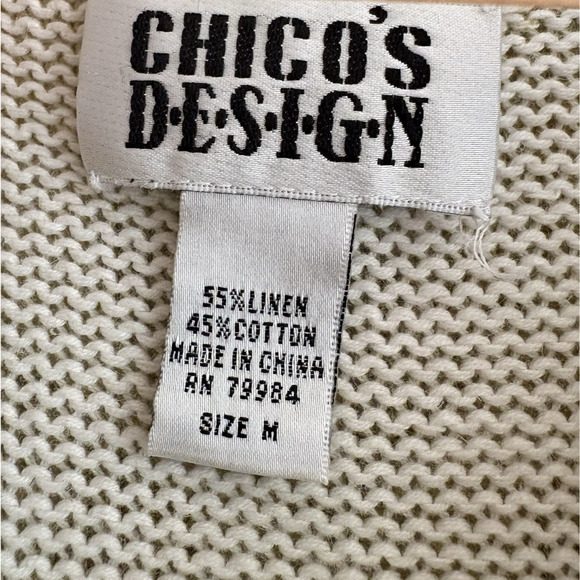 CHICO'S
D·E·S·I·G·N
55%LINEN
45%COTTON
MADE IN CHINA
RN 79984
SIZE M